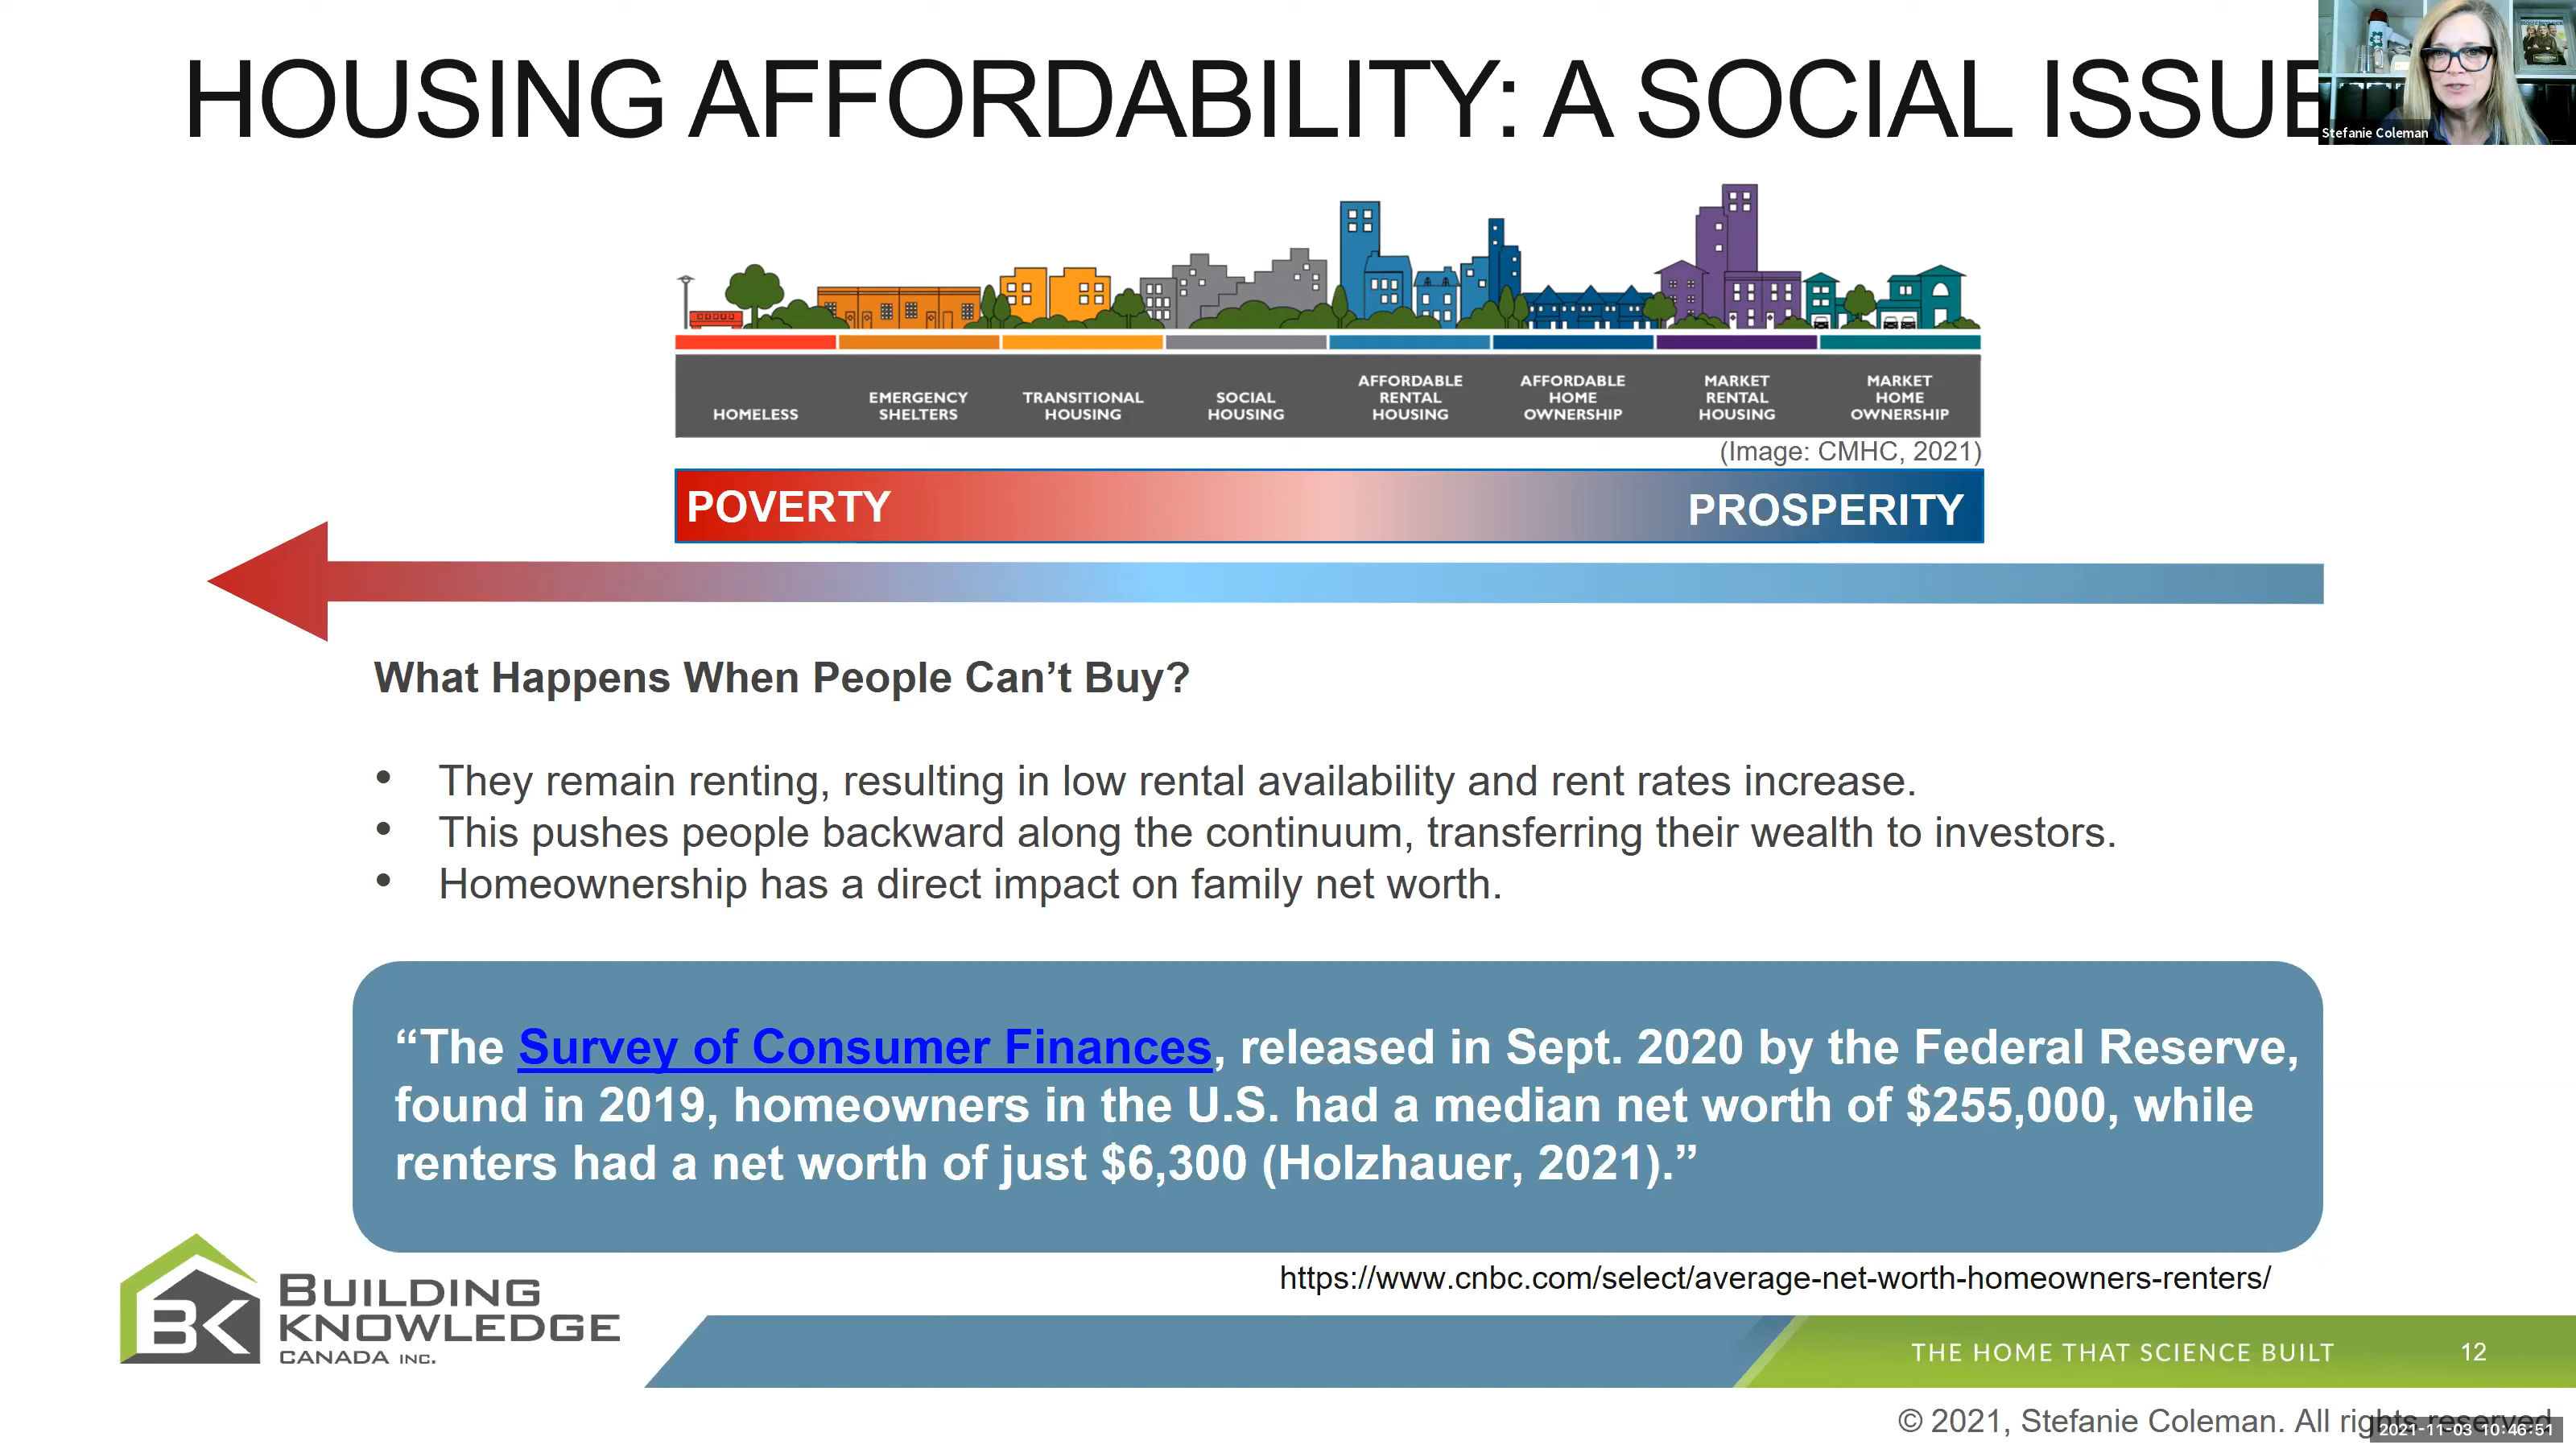 HOUSING AFFORDABILITY: A SOCIAL ISSUE
Stefanie Coleman
HOMELESS
EMERGENCY
SHELTERS
TRANSITIONAL
HOUSING
SOCIAL
HOUSING
AFFORDABLE
RENTAL
HOUSING
AFFORDABLE
HOME
OWNERSHIP
MARKET
RENTAL
HOUSING
MARKET
HOME
OWNERSHIP
(Image: CMHC, 2021)
POVERTY
PROSPERITY
What Happens When People Can’t Buy?
• They remain renting, resulting in low rental availability and rent rates increase.
• This pushes people backward along the continuum, transferring their wealth to investors.
• Homeownership has a direct impact on family net worth.
“The Survey of Consumer Finances, released in Sept. 2020 by the Federal Reserve,
found in 2019, homeowners in the U.S. had a median net worth of $255,000, while
renters had a net worth of just $6,300 (Holzhauer, 2021).”
https://www.cnbc.com/select/average-net-worth-homeowners-renters/
BK
BUILDING
KNOWLEDGE
CANADA INC.
THE HOME THAT SCIENCE BUILT
12
© 2021, Stefanie Coleman. All rights reserved
2021-11-03 10:46:51